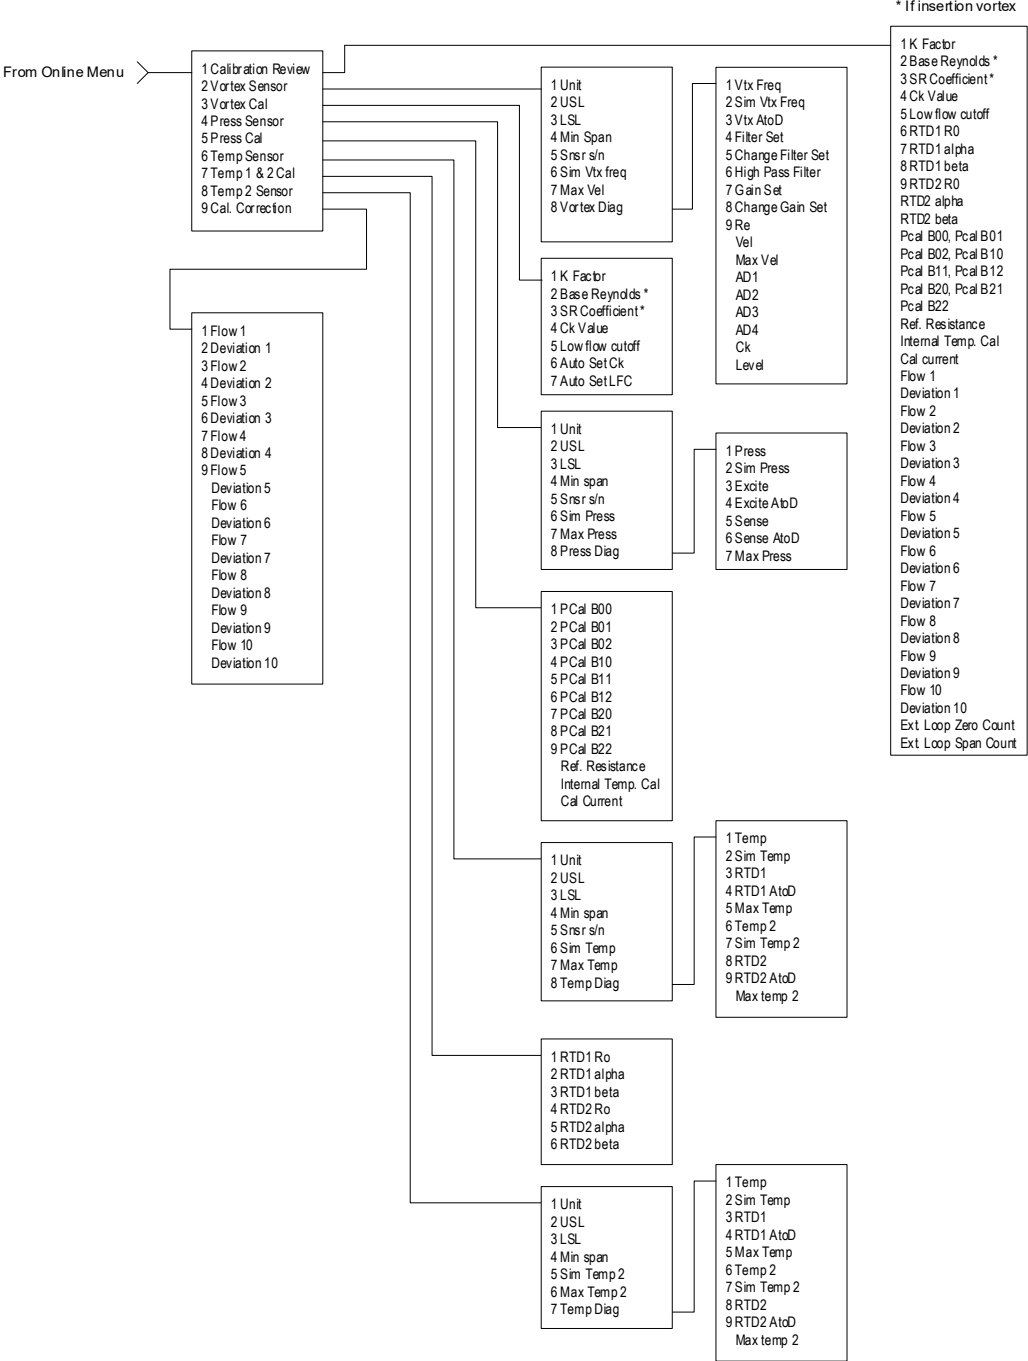 * If insertion vortex
From Online Menu
1 Calibration Review
2 Vortex Sensor
3 Vortex Cal
4 Press Sensor
5 Press Cal
6 Temp Sensor
7 Temp 1 & 2 Cal
8 Temp 2 Sensor
9 Cal. Correction
1 Flow 1
2 Deviation 1
3 Flow 2
4 Deviation 2
5 Flow 3
6 Deviation 3
7 Flow 4
8 Deviation 4
9 Flow 5
Deviation 5
Flow 6
Deviation 6
Flow 7
Deviation 7
Flow 8
Deviation 8
Flow 9
Deviation 9
Flow 10
Deviation 10
1 Unit
2 USL
3 LSL
4 Min Span
5 Snsr s/n
6 Sim Vtx freq
7 Max Vel
8 Vortex Diag
1 K Factor
2 Base Reynolds *
3 SR Coefficient *
4 Ck Value
5 Low flow cutoff
6 Auto Set Ck
7 Auto Set LFC
1 Unit
2 USL
3 LSL
4 Min span
5 Snsr s/n
6 Sim Press
7 Max Press
8 Press Diag
1 PCal B00
2 PCal B01
3 PCal B02
4 PCal B10
5 PCal B11
6 PCal B12
7 PCal B20
8 PCal B21
9 PCal B22
Ref. Resistance
Internal Temp. Cal
Cal Current
1 Unit
2 USL
3 LSL
4 Min span
5 Snsr s/n
6 Sim Temp
7 Max Temp
8 Temp Diag
1 RTD1 Ro
2 RTD1 alpha
3 RTD1 beta
4 RTD2 Ro
5 RTD2 alpha
6 RTD2 beta
1 Unit
2 USL
3 LSL
4 Min span
5 Sim Temp 2
6 Max Temp 2
7 Temp Diag
1 Vtx Freq
2 Sim Vtx Freq
3 Vtx AtoD
4 Filter Set
5 Change Filter Set
6 High Pass Filter
7 Gain Set
8 Change Gain Set
9 Re
Vel
Max Vel
AD1
AD2
AD3
AD4
Ck
Level
1 Press
2 Sim Press
3 Excite
4 Excite AtoD
5 Sense
6 Sense AtoD
7 Max Press
1 Temp
2 Sim Temp
3 RTD1
4 RTD1 AtoD
5 Max Temp
6 Temp 2
7 Sim Temp 2
8 RTD2
9 RTD2 AtoD
Max temp 2
1 Temp
2 Sim Temp
3 RTD1
4 RTD1 AtoD
5 Max Temp
6 Temp 2
7 Sim Temp 2
8 RTD2
9 RTD2 AtoD
Max temp 2
1 K Factor
2 Base Reynolds *
3 SR Coefficient *
4 Ck Value
5 Low flow cutoff
6 RTD1 R0
7 RTD1 alpha
8 RTD1 beta
9 RTD2 R0
RTD2 alpha
RTD2 beta
Pcal B00, Pcal B01
Pcal B02, Pcal B10
Pcal B11, Pcal B12
Pcal B20, Pcal B21
Pcal B22
Ref. Resistance
Internal Temp. Cal
Cal current
Flow 1
Deviation 1
Flow 2
Deviation 2
Flow 3
Deviation 3
Flow 4
Deviation 4
Flow 5
Deviation 5
Flow 6
Deviation 6
Flow 7
Deviation 7
Flow 8
Deviation 8
Flow 9
Deviation 9
Flow 10
Deviation 10
Ext. Loop Zero Count
Ext. Loop Span Count